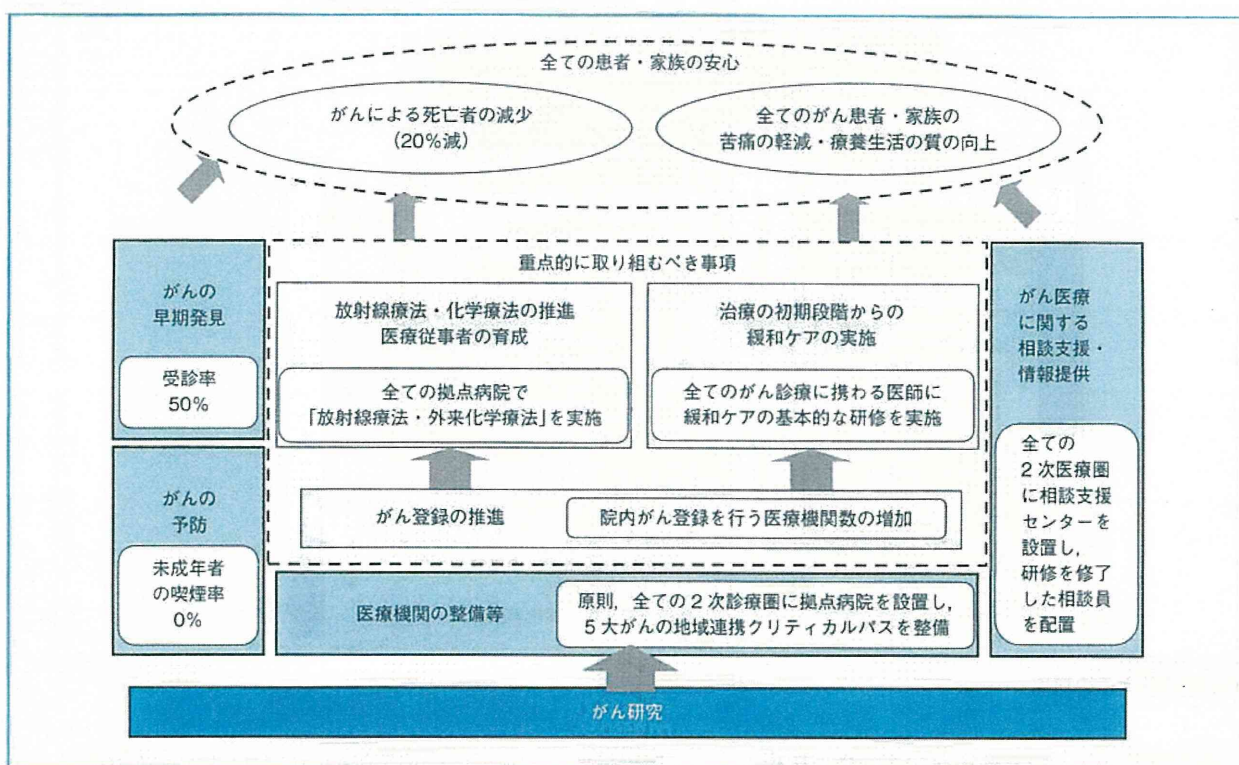 全ての患者・家族の安心
がんによる死亡者の減少
(20%減)
全てのがん患者・家族の
苦痛の軽減・療養生活の質の向上
がんの
早期発見
受診率
50%
がんの
予防
未成年者
の喫煙率
0%
重点的に取り組むべき事項
放射線療法・化学療法の推進
医療従事者の育成
全ての拠点病院で
「放射線療法・外来化学療法」を実施
治療の初期段階からの
緩和ケアの実施
全てのがん診療に携わる医師に
緩和ケアの基本的な研修を実施
がん登録の推進
院内がん登録を行う医療機関数の増加
医療機関の整備等
原則，全ての2次診療圏に拠点病院を設置し，
5大がんの地域連携クリティカルパスを整備
がん医療
に関する
相談支援・
情報提供
全ての
2次医療圏
に相談支援
センターを
設置し，
研修を修了
した相談員
を配置
がん研究